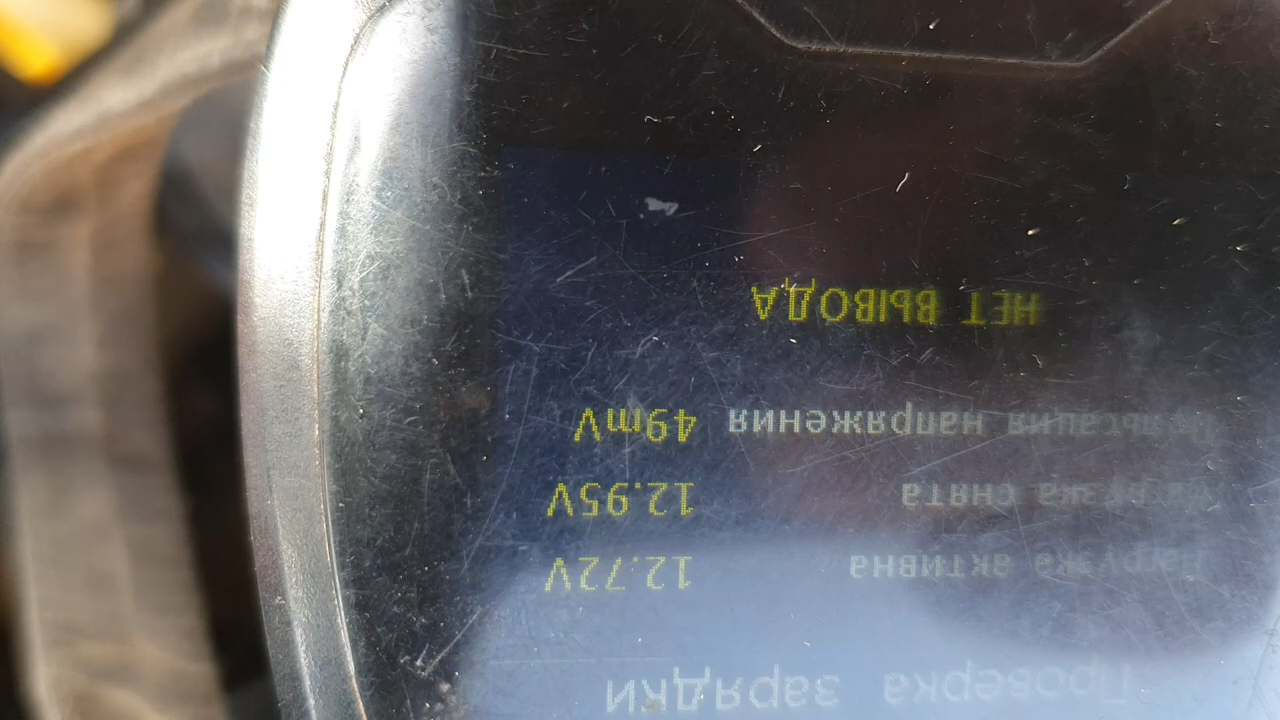 Проверка зарядки
Нагрузка активна 12.72V
Нагрузка снята 12.95V
Пульсация напряжения 49mV
НЕТ ВЫВОДА